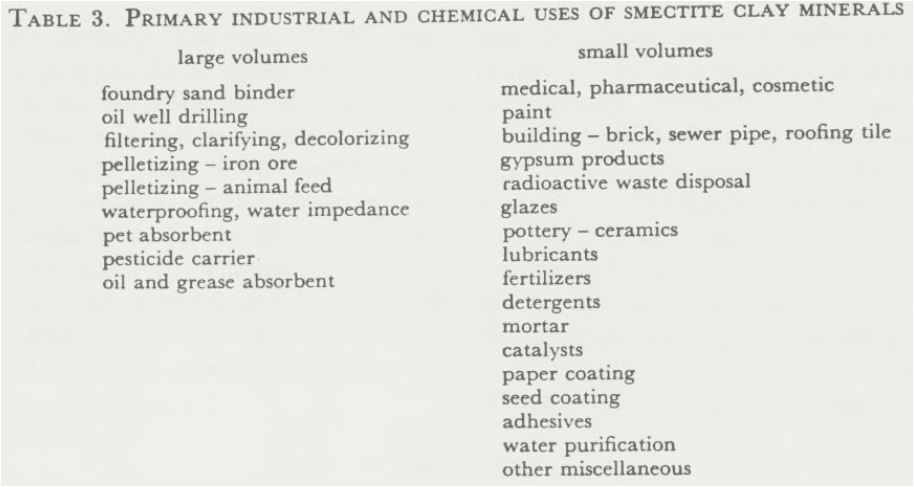 TABLE 3. PRIMARY INDUSTRIAL AND CHEMICAL USES OF SMECTITE CLAY MINERALS
large volumes
foundry sand binder
oil well drilling
filtering, clarifying, decolorizing
pelletizing – iron ore
pelletizing – animal feed
waterproofing, water impedance
pet absorbent
pesticide carrier
oil and grease absorbent
small volumes
medical, pharmaceutical, cosmetic
paint
building – brick, sewer pipe, roofing tile
gypsum products
radioactive waste disposal
glazes
pottery – ceramics
lubricants
fertilizers
detergents
mortar
catalysts
paper coating
seed coating
adhesives
water purification
other miscellaneous